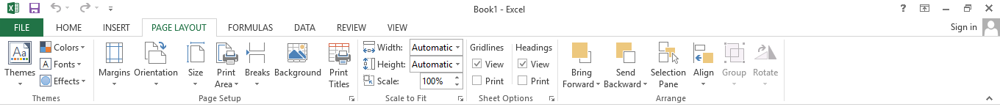 Book1 - Excel
FILE HOME INSERT PAGE LAYOUT FORMULAS DATA REVIEW VIEW Sign in
Aa
Themes
Colors
A Fonts
Effects
Themes
Margins
Orientation
Size
Print
Area
Breaks
Background
Print
Titles
Page Setup
Width: Automatic
Height: Automatic
Scale: 100%
Scale to Fit
Gridlines
View
Print
Headings
View
Print
Sheet Options
Bring
Forward
Send
Backward
Selection
Pane
Align
Group
Rotate
Arrange